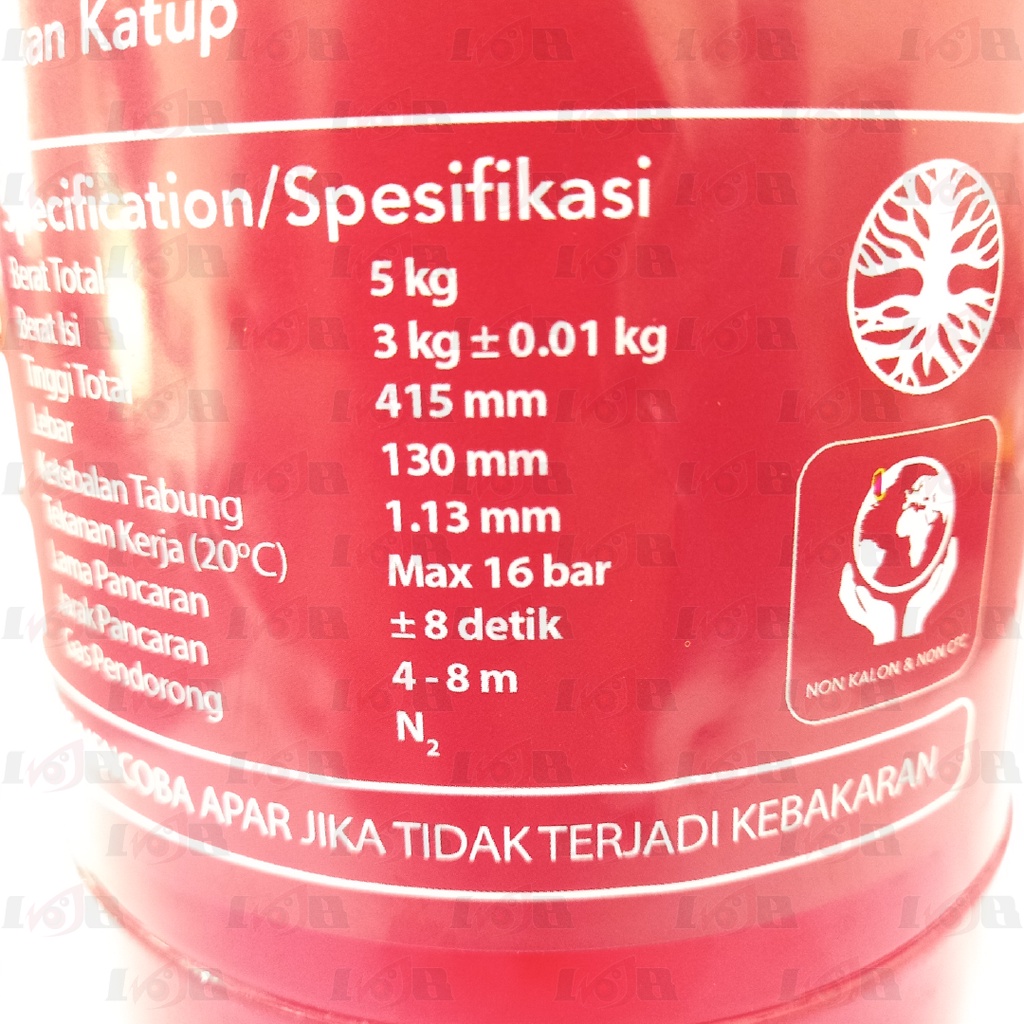 an Katup
Specification/Spesifikasi
Berat Total 5 kg
Berat Isi 3 kg ± 0.01 kg
Tinggi Total 415 mm
Lebar 130 mm
Ketebalan Tabung 1.13 mm
Tekanan Kerja (20°C) Max 16 bar
Lama Pancaran ± 8 detik
Jarak Pancaran 4 - 8 m
Gas Pendorong N₂
NON KALON & NON CFC
COBA APAR JIKA TIDAK TERJADI KEBAKARAN